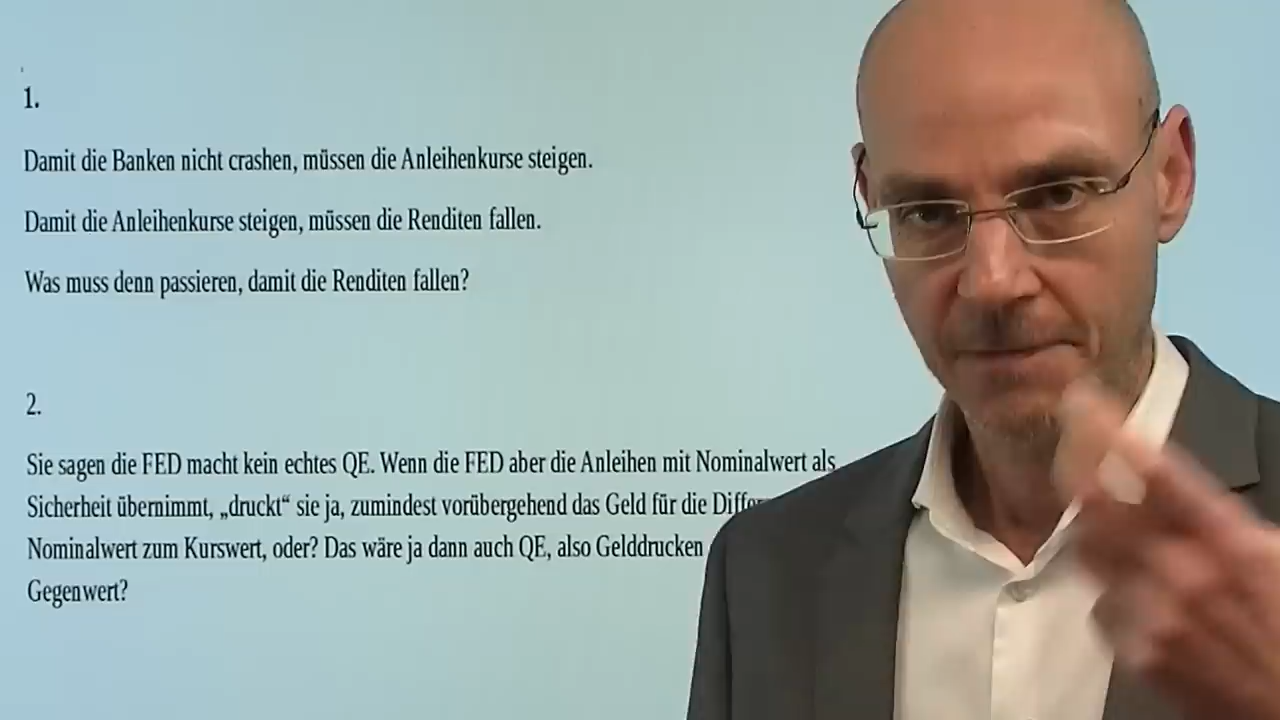 1.
Damit die Banken nicht crashen, müssen die Anleihenkurse steigen.
Damit die Anleihenkurse steigen, müssen die Renditen fallen.
Was muss denn passieren, damit die Renditen fallen?
2.
Sie sagen die FED macht kein echtes QE. Wenn die FED aber die Anleihen mit Nominalwert als
Sicherheit übernimmt, „druckt“ sie ja, zumindest vorübergehend das Geld für die
Nominalwert zum Kurswert, oder? Das wäre ja dann auch QE, also Gelddrucken
Gegenwert?